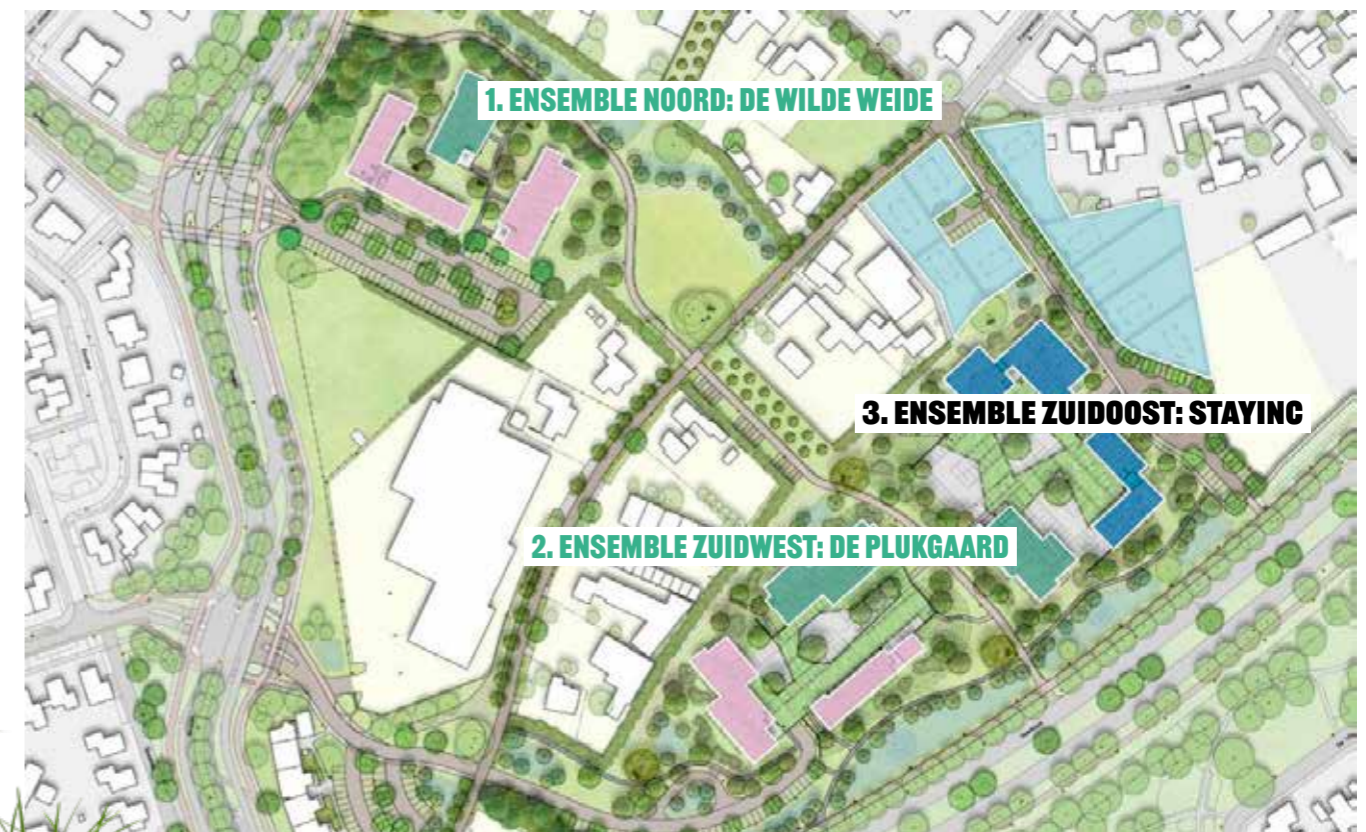 1. ENSEMBLE NOORD: DE WILDE WEIDE
3. ENSEMBLE ZUIDOOST: STAYINC
2. ENSEMBLE ZUIDWEST: DE PLUKGAARD